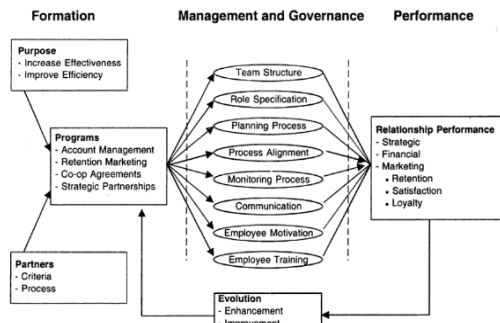 Formation
Management and Governance
Performance
Purpose
- Increase Effectiveness
- Improve Efficiency
Programs
- Account Management
- Retention Marketing
- Co-op Agreements
- Strategic Partnerships
Partners
- Criteria
- Process
Team Structure
Role Specification
Planning Process
Process Alignment
Monitoring Process
Communication
Employee Motivation
Employee Training
Relationship Performance
- Strategic
- Financial
- Marketing
• Retention
• Satisfaction
• Loyalty
Evolution
- Enhancement
- Improvement